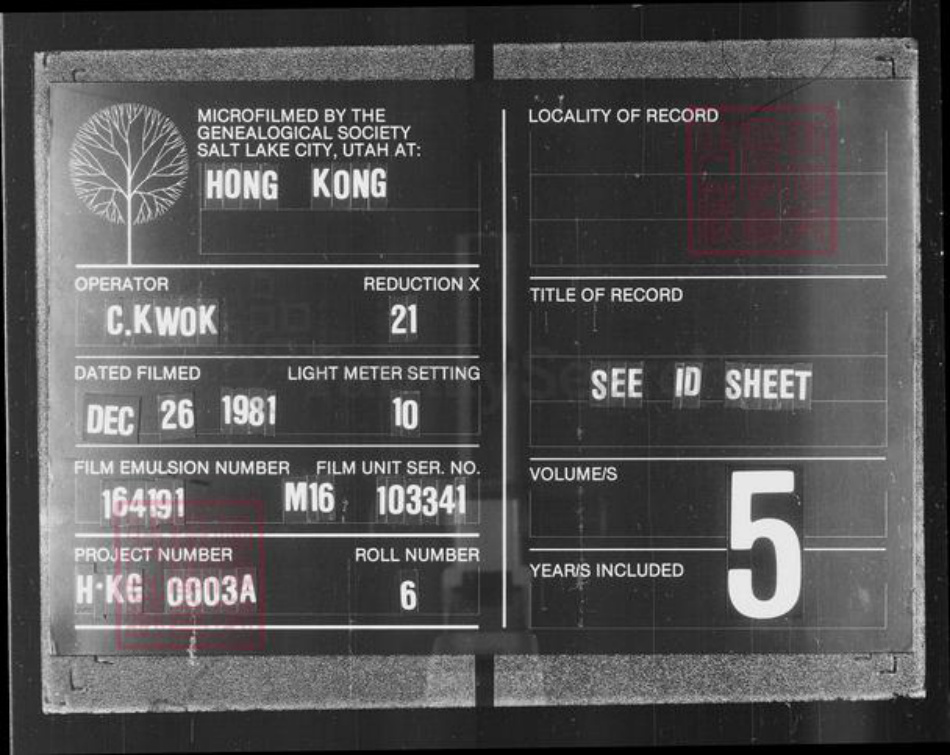 MICROFILMED BY THE
GENEALOGICAL SOCIETY
SALT LAKE CITY, UTAH AT:
HONG KONG
OPERATOR REDUCTION X
C.KWOK 21
DATED FILMED LIGHT METER SETTING
DEC 26 1981 10
FILM EMULSION NUMBER FILM UNIT SER. NO.
164191 M16 103341
PROJECT NUMBER ROLL NUMBER
H·KG 0003A 6
LOCALITY OF RECORD
TITLE OF RECORD
SEE ID SHEET
VOLUME/S
5
YEAR/S INCLUDED